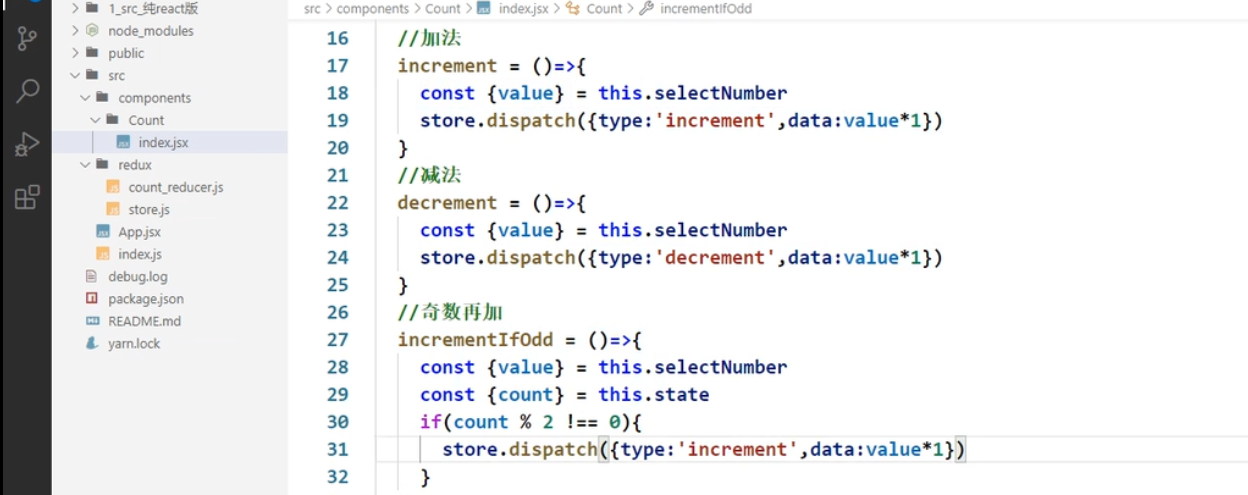 1_src_纯react版
node_modules
public
src
components
Count
index.jsx
redux
count_reducer.js
store.js
App.jsx
index.js
debug.log
package.json
README.md
yarn.lock
src > components > Count > index.jsx > Count > incrementIfOdd
16 //加法
17 increment = ()=>{
18 const {value} = this.selectNumber
19 store.dispatch({type:'increment',data:value*1})
20 }
21 //减法
22 decrement = ()=>{
23 const {value} = this.selectNumber
24 store.dispatch({type:'decrement',data:value*1})
25 }
26 //奇数再加
27 incrementIfOdd = ()=>{
28 const {value} = this.selectNumber
29 const {count} = this.state
30 if(count % 2 !== 0){
31 store.dispatch({type:'increment',data:value*1})
32 }